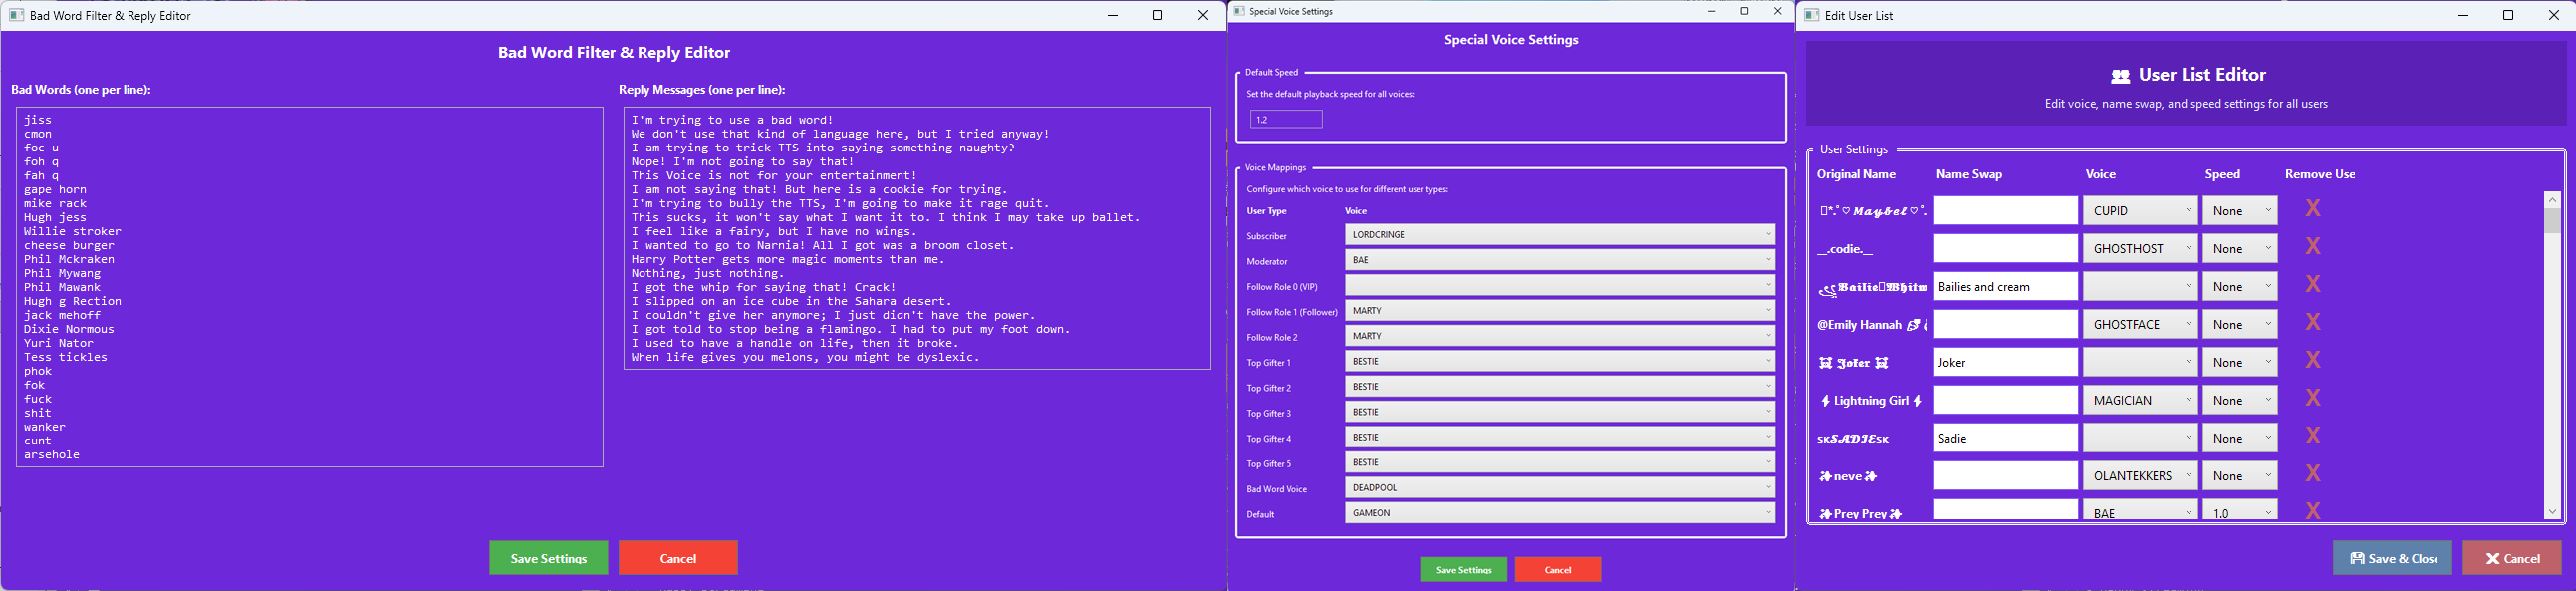 Bad Word Filter & Reply Editor
Bad Word Filter & Reply Editor
Bad Words (one per line):
jiss
cmon
foc u
foh q
fah q
gape horn
mike rack
Hugh jess
Willie stroker
cheese burger
Phil Mckraken
Phil Mywang
Phil Mawank
Hugh g Rection
jack mehoff
Dixie Normous
Yuri Nator
Tess tickles
phok
fok
fuck
shit
wanker
cunt
arsehole
Reply Messages (one per line):
I'm trying to use a bad word!
We don't use that kind of language here, but I tried anyway!
I am trying to trick TTS into saying something naughty?
Nope! I'm not going to say that!
This Voice is not for your entertainment!
I am not saying that! But here is a cookie for trying.
I'm trying to bully the TTS, I'm going to make it rage quit.
This sucks, it won't say what I want it to. I think I may take up ballet.
I feel like a fairy, but I have no wings.
I wanted to go to Narnia! All I got was a broom closet.
Harry Potter gets more magic moments than me.
Nothing, just nothing.
I got the whip for saying that! Crack!
I slipped on an ice cube in the Sahara desert.
I couldn't give her anymore; I just didn't have the power.
I got told to stop being a flamingo. I had to put my foot down.
I used to have a handle on life, then it broke.
When life gives you melons, you might be dyslexic.
Save Settings Cancel
Special Voice Settings
Special Voice Settings
Default Speed
Set the default playback speed for all voices:
1.2
Voice Mappings
Configure which voice to use for different user types:
User Type Voice
Subscriber LORDCRINGE
Moderator BAE
Follow Role 0 (VIP)
Follow Role 1 (Follower) MARTY
Follow Role 2 MARTY
Top Gifter 1 BESTIE
Top Gifter 2 BESTIE
Top Gifter 3 BESTIE
Top Gifter 4 BESTIE
Top Gifter 5 BESTIE
Bad Word Voice DEADPOOL
Default GAMEON
Save Settings Cancel
Edit User List
User List Editor
Edit voice, name swap, and speed settings for all users
User Settings
Original Name Name Swap Voice Speed Remove Use
𝓜𝓪𝔂𝓫𝓮𝓵 CUPID None X
__.codie.__ GHOSTHOST None X
𝕭𝖆𝖎𝖑𝖎𝖊 Bailies and cream None X
@Emily Hannah GHOSTFACE None X
☠ 𝕵𝖔𝖐𝖊𝖗 ☠ Joker None X
⚡ Lightning Girl ⚡ MAGICIAN None X
sᴋ𝓢𝓐𝓓𝓘𝓔sᴋ Sadie None X
neve OLANTEKKERS None X
Prey Prey BAE 1.0 X
Save & Clos Cancel